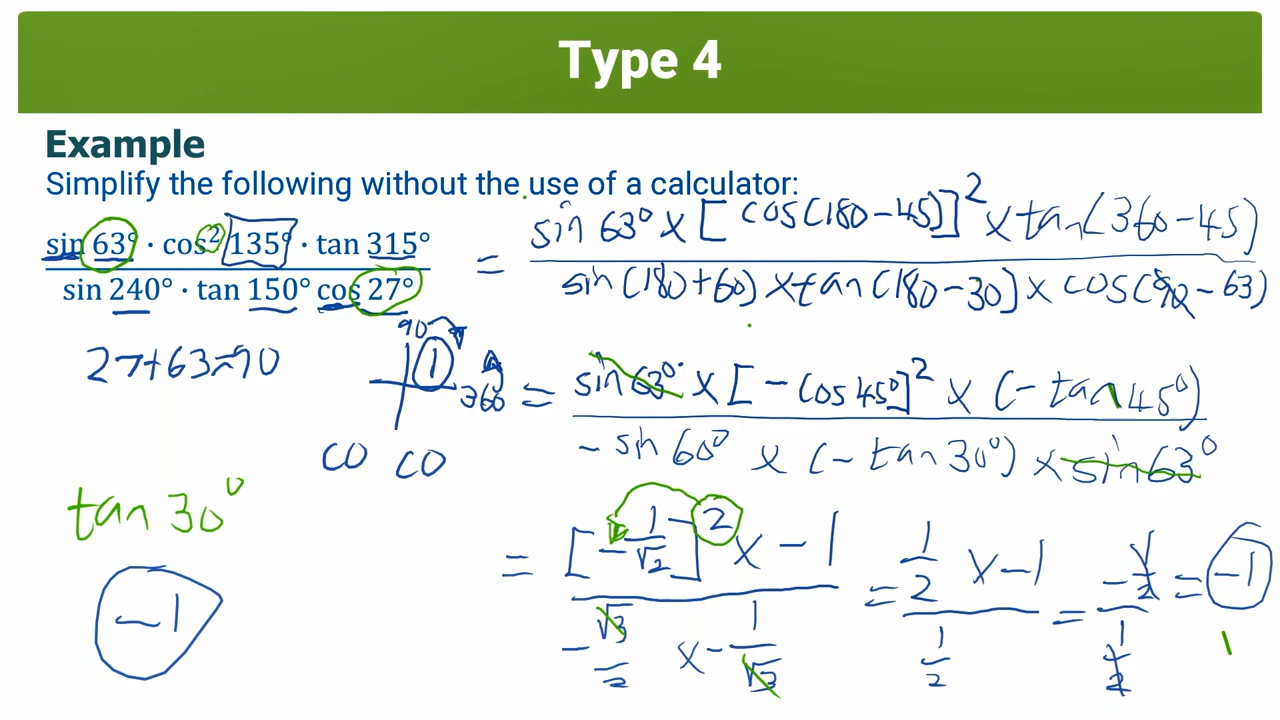 Type 4
Example
Simplify the following without the use of a calculator:
sin 63° · cos² 135° · tan 315°
sin 240° · tan 150° cos 27°
= sin 63° x [cos(180-45)]² x tan(360-45)
sin(180+60) x tan(180-30) x cos(90-63)
27+63=90
90
1
360
CO CO
= sin 63° x [-cos 45°]² x (-tan 45°)
-sin 60° x (-tan 30°) x sin 63°
tan 30°
-1
= [-1/√2]² x -1 = 1/2 x -1 = -1/2 = -1
-√3/2 x -1/√3 1/2 1/2